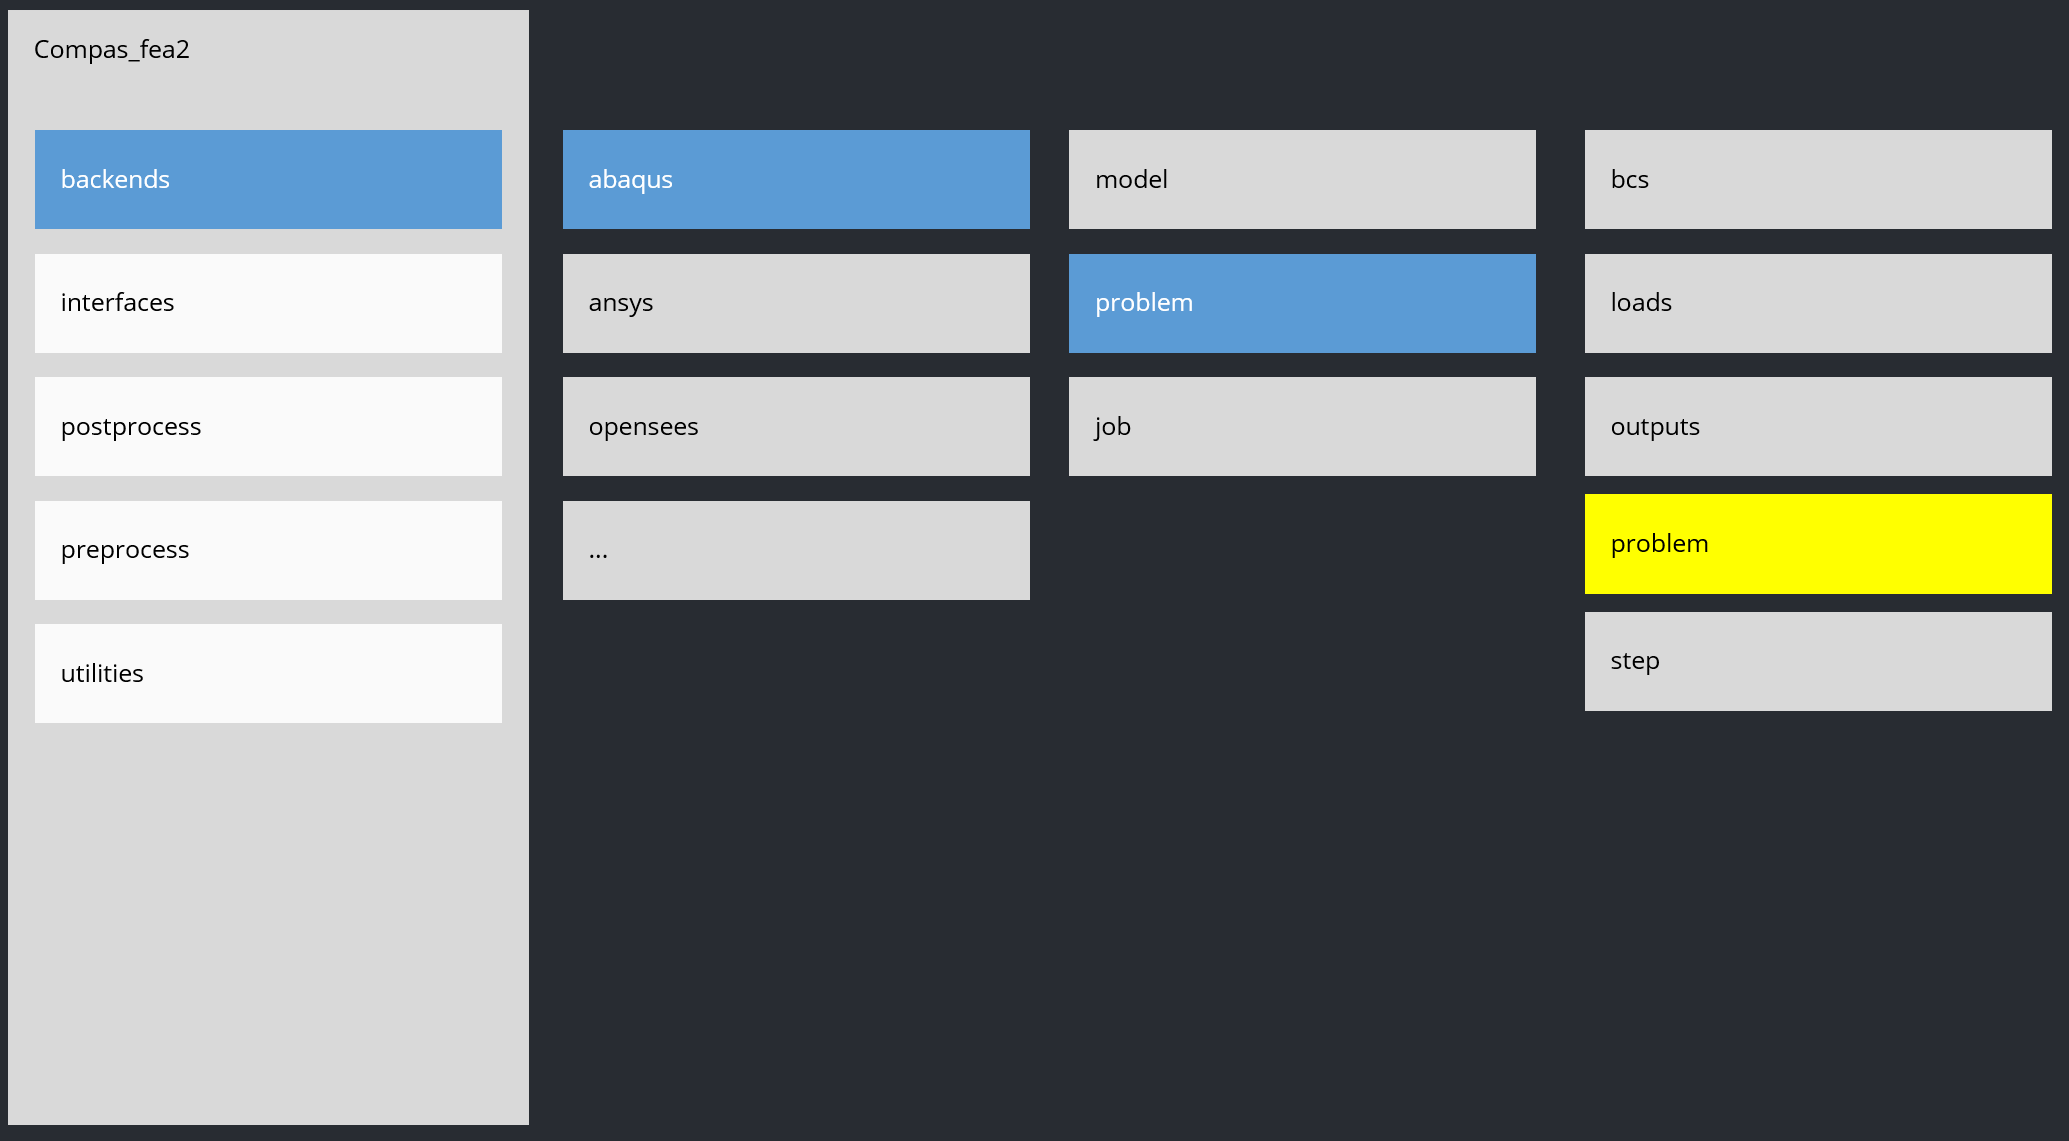 Compas_fea2
backends
interfaces
postprocess
preprocess
utilities
abaqus
ansys
opensees
...
model
problem
job
bcs
loads
outputs
problem
step